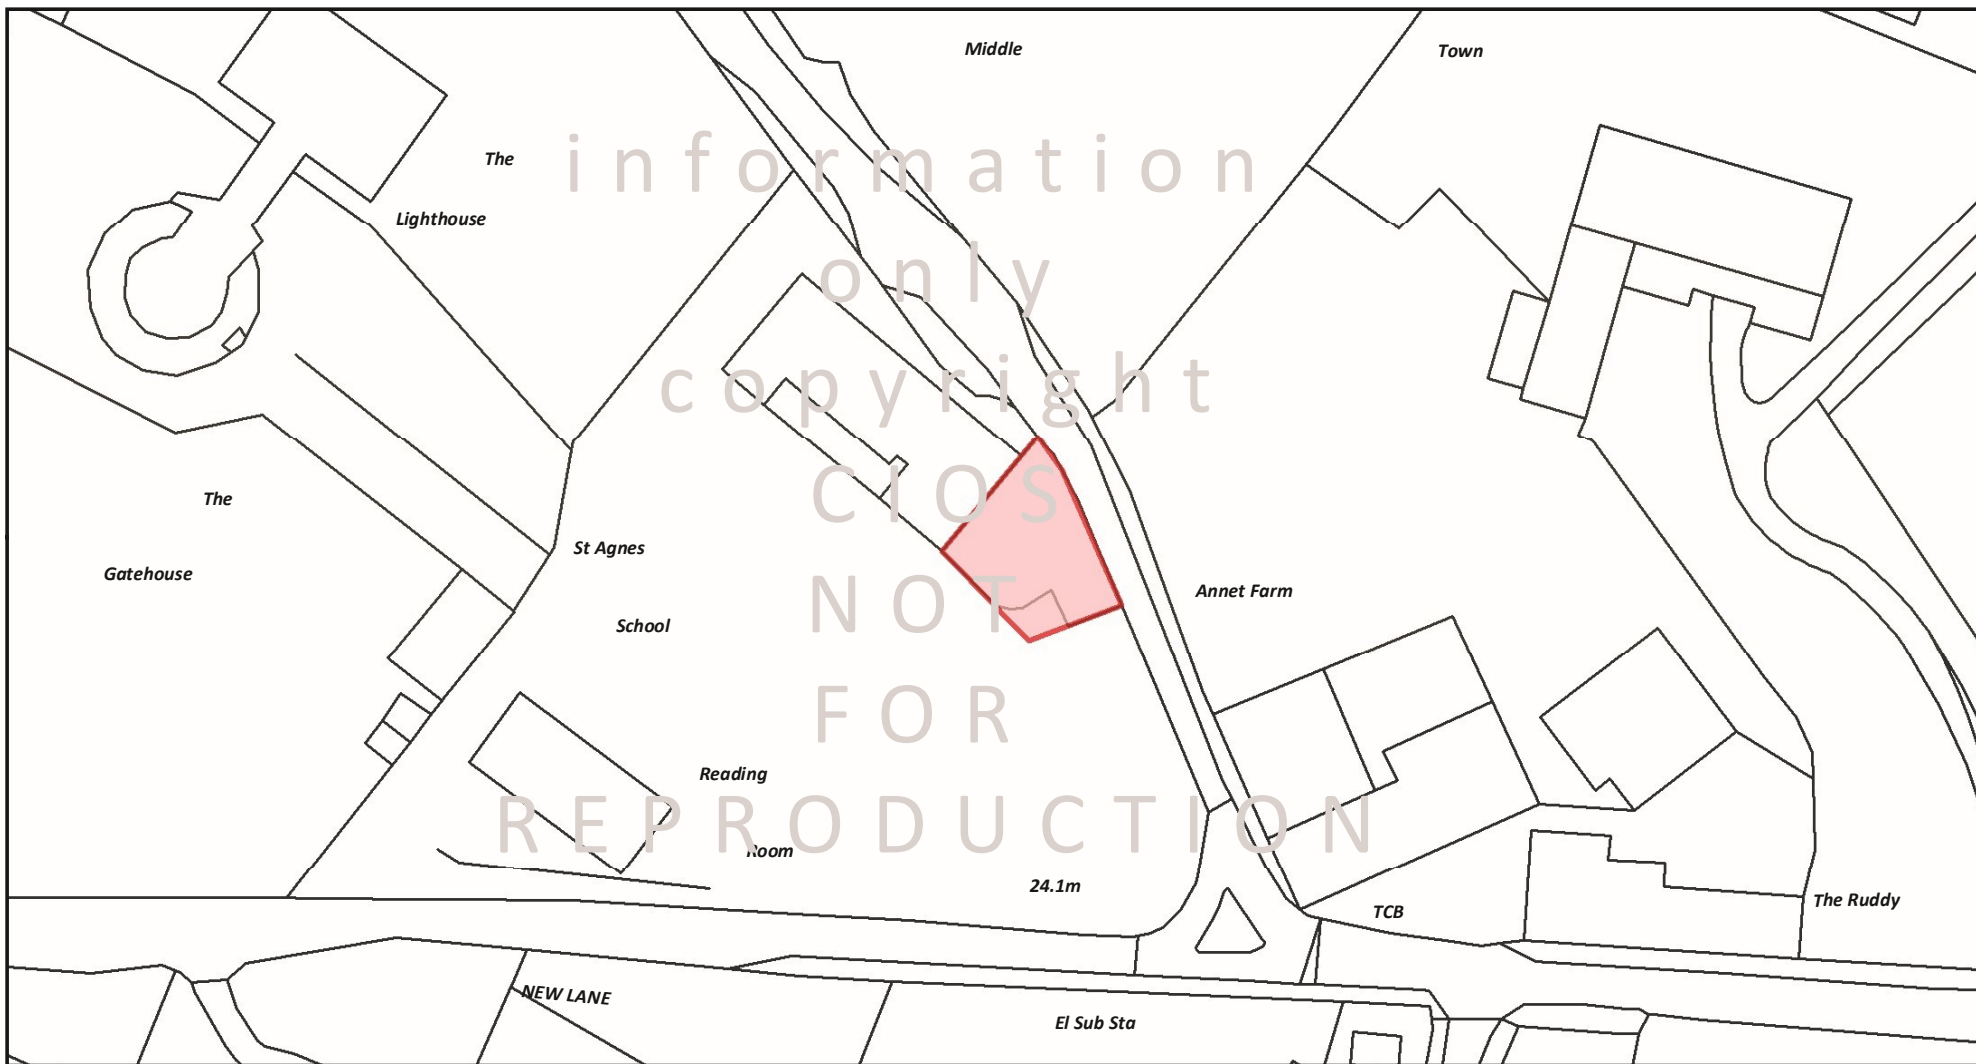 Middle
Town
The
information
Lighthouse
only
copyright
CIOS
The
St Agnes
Gatehouse
NOT
Annet Farm
School
FOR
Reading
REPRODUCTION
Room
24.1m
The Ruddy
TCB
NEW LANE
El Sub Sta